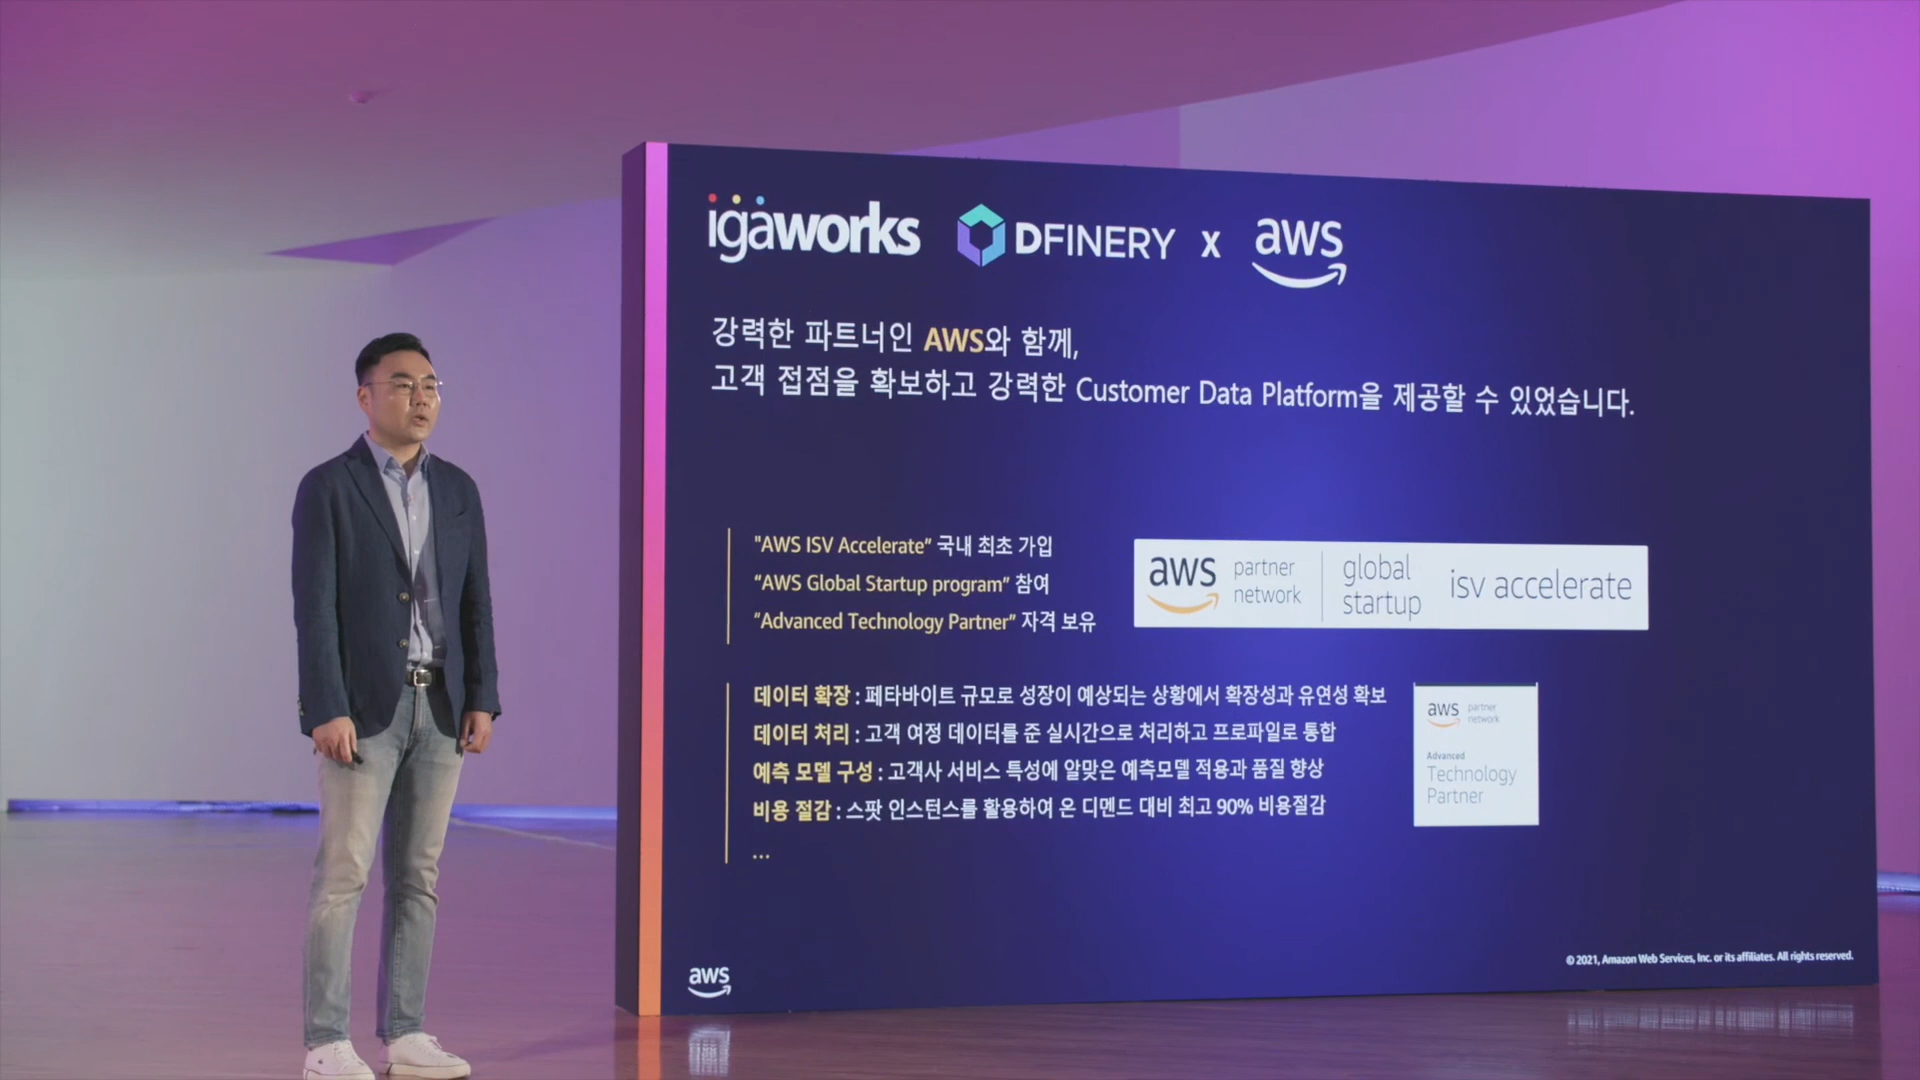 igaworks DFINERY x aws
강력한 파트너인 AWS와 함께,
고객 접점을 확보하고 강력한 Customer Data Platform을 제공할 수 있었습니다.
"AWS ISV Accelerate” 국내 최초 가입
“AWS Global Startup program” 참여
“Advanced Technology Partner” 자격 보유
aws partner network
global startup
isv accelerate
데이터 확장 : 페타바이트 규모로 성장이 예상되는 상황에서 확장성과 유연성 확보
데이터 처리 : 고객 여정 데이터를 준 실시간으로 처리하고 프로파일로 통합
예측 모델 구성 : 고객사 서비스 특성에 알맞은 예측모델 적용과 품질 향상
비용 절감 : 스팟 인스턴스를 활용하여 온 디멘드 대비 최고 90% 비용절감
...
aws partner network
Advanced
Technology
Partner
aws
© 2021, Amazon Web Services, Inc. or its affiliates. All rights reserved.